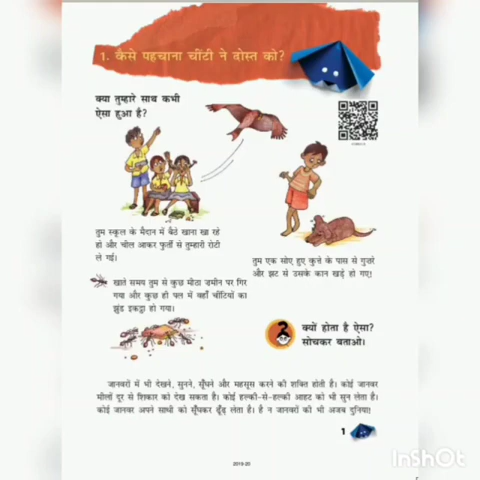 1. कैसे पहचाना चींटी ने दोस्त को?
क्या तुम्हारे साथ कभी
ऐसा हुआ है?
तुम स्कूल के मैदान में बैठे खाना खा रहे
हो और चील आकर फुर्ती से तुम्हारी रोटी
ले गई।
तुम एक सोए हुए कुत्ते के पास से गुज़रे
और झट से उसके कान खड़े हो गए!
खाते समय तुम से कुछ मीठा ज़मीन पर गिर
गया और कुछ ही पल में वहाँ चींटियों का
झुंड इकट्ठा हो गया।
क्यों होता है ऐसा?
सोचकर बताओ।
जानवरों में भी देखने, सुनने, सूँघने और महसूस करने की शक्ति होती है। कोई जानवर
मीलों दूर से शिकार को देख सकता है। कोई हल्की-से-हल्की आहट को भी सुन लेता है।
कोई जानवर अपने साथी को सूँघकर ढूँढ़ लेता है। है न जानवरों की भी अजब दुनिया!
1
2019-20
InShOt